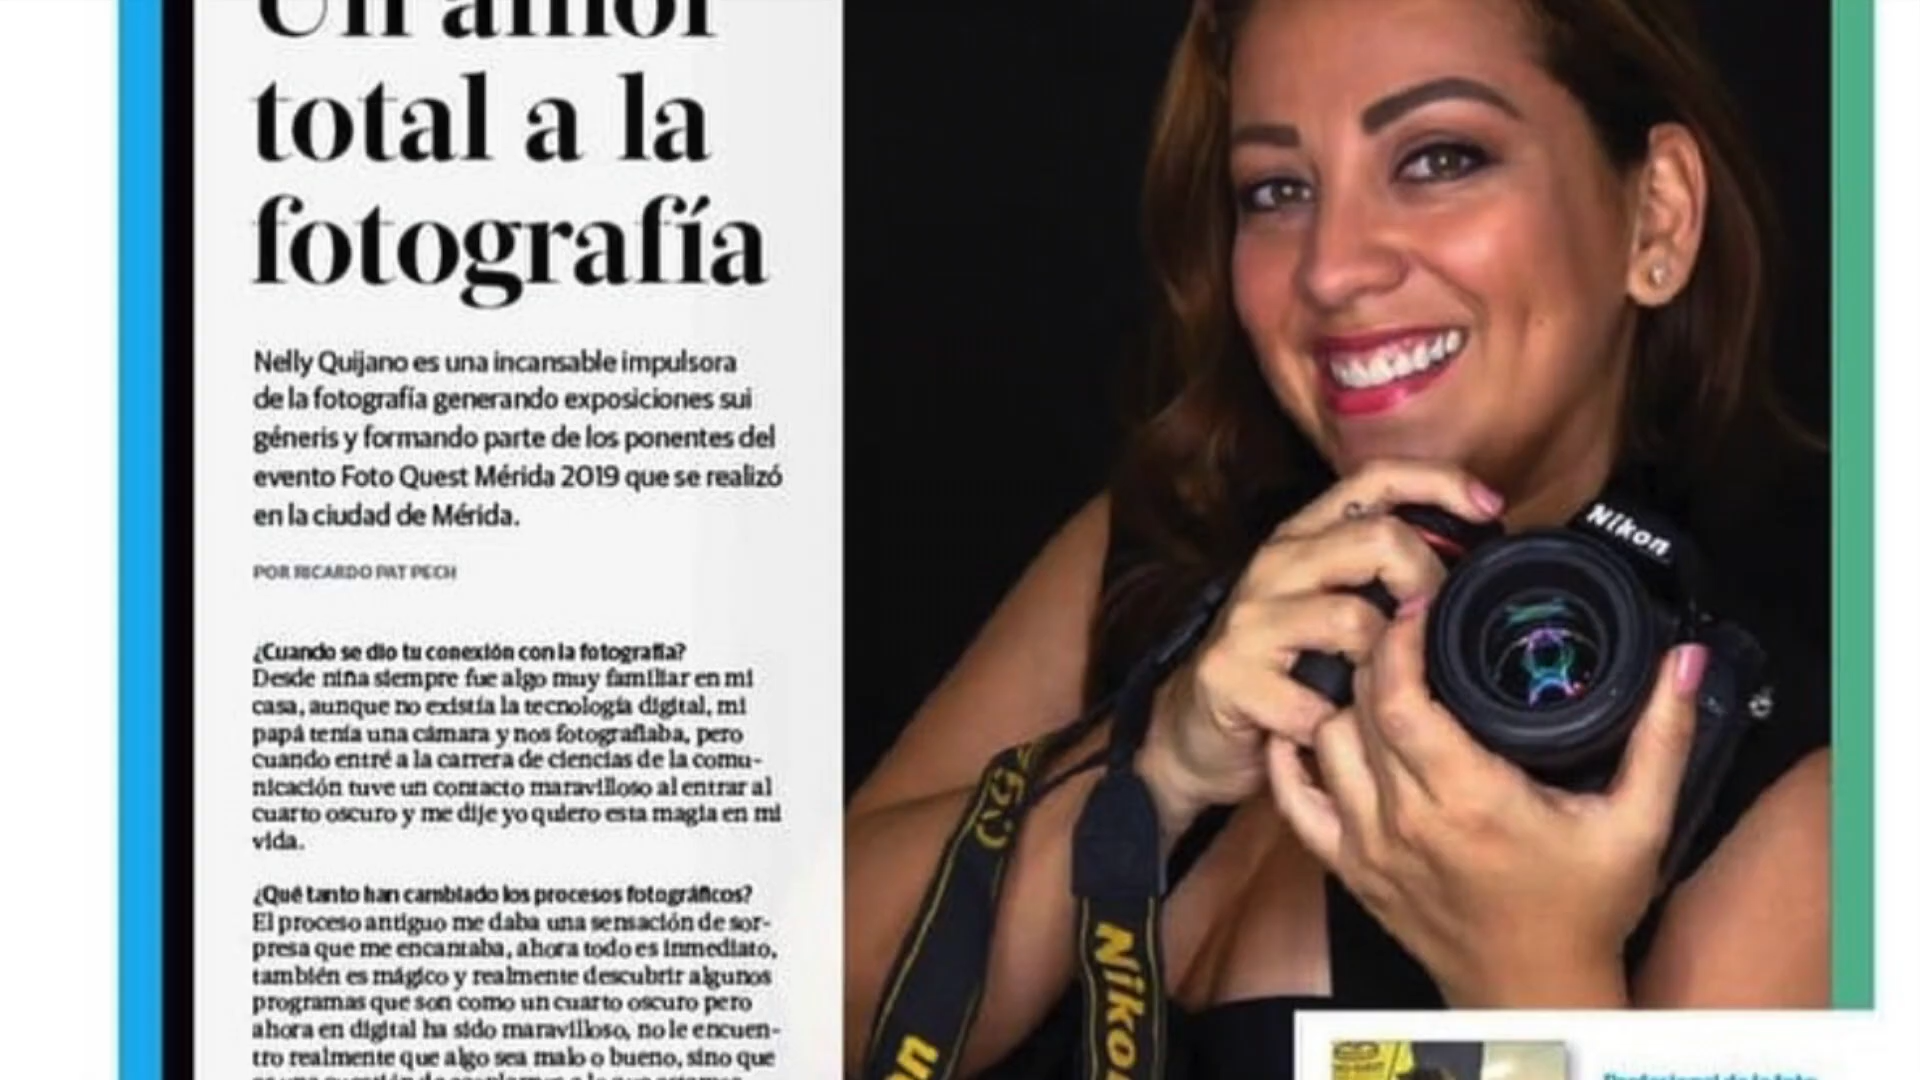 Un amor
total a la
fotografía
Nelly Quijano es una incansable impulsora
de la fotografía generando exposiciones sui
géneris y formando parte de los ponentes del
evento Foto Quest Mérida 2019 que se realizó
en la ciudad de Mérida.
POR RICARDO PAT PECH
¿Cuando se dio tu conexión con la fotografía?
Desde niña siempre fue algo muy familiar en mi
casa, aunque no existía la tecnología digital, mi
papá tenía una cámara y nos fotografiaba, pero
cuando entré a la carrera de ciencias de la comu-
nicación tuve un contacto maravilloso al entrar al
cuarto oscuro y me dije yo quiero esta magia en mi
vida.
¿Qué tanto han cambiado los procesos fotográficos?
El proceso antiguo me daba una sensación de sor-
presa que me encantaba, ahora todo es inmediato,
también es mágico y realmente descubrir algunos
programas que son como un cuarto oscuro pero
ahora en digital ha sido maravilloso, no le encuen-
tro realmente que algo sea malo o bueno, sino que
Nikon
Nikon